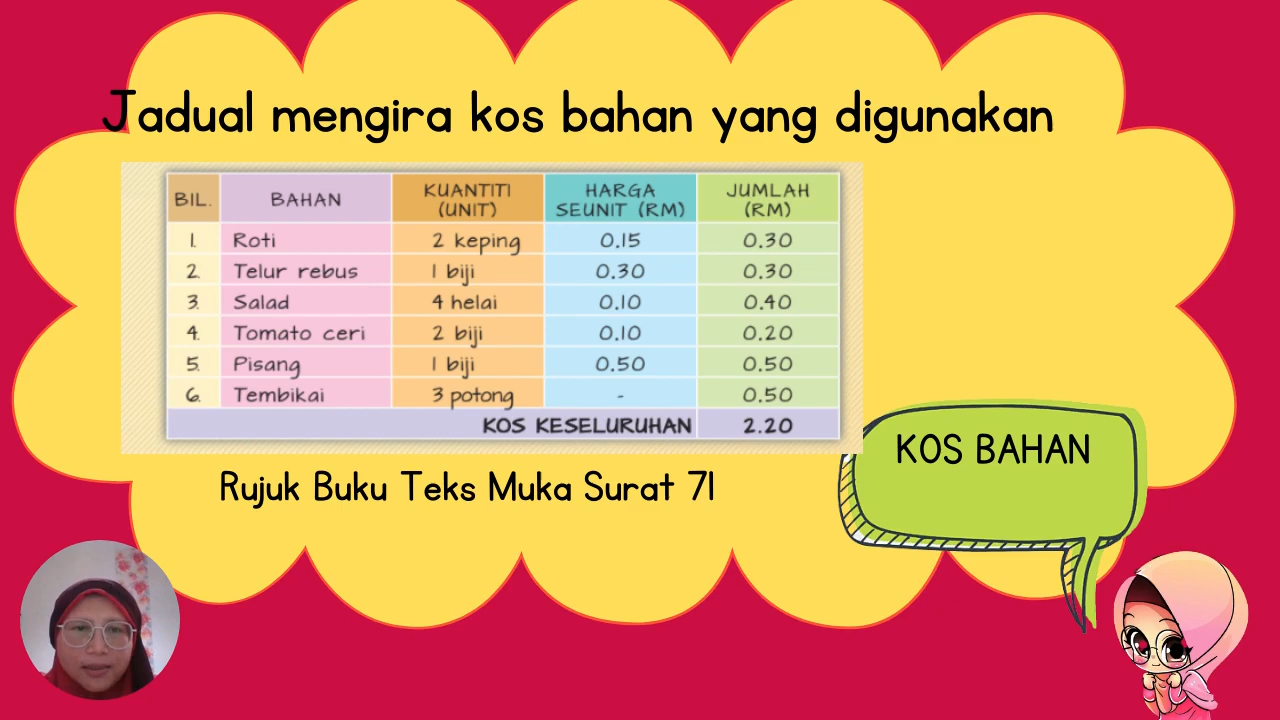 Jadual mengira kos bahan yang digunakan
BIL. BAHAN KUANTITI (UNIT) HARGA SEUNIT (RM) JUMLAH (RM)
1. Roti 2 keping 0.15 0.30
2. Telur rebus 1 biji 0.30 0.30
3. Salad 4 helai 0.10 0.40
4. Tomato ceri 2 biji 0.10 0.20
5. Pisang 1 biji 0.50 0.50
6. Tembikai 3 potong - 0.50
KOS KESELURUHAN 2.20
KOS BAHAN
Rujuk Buku Teks Muka Surat 71